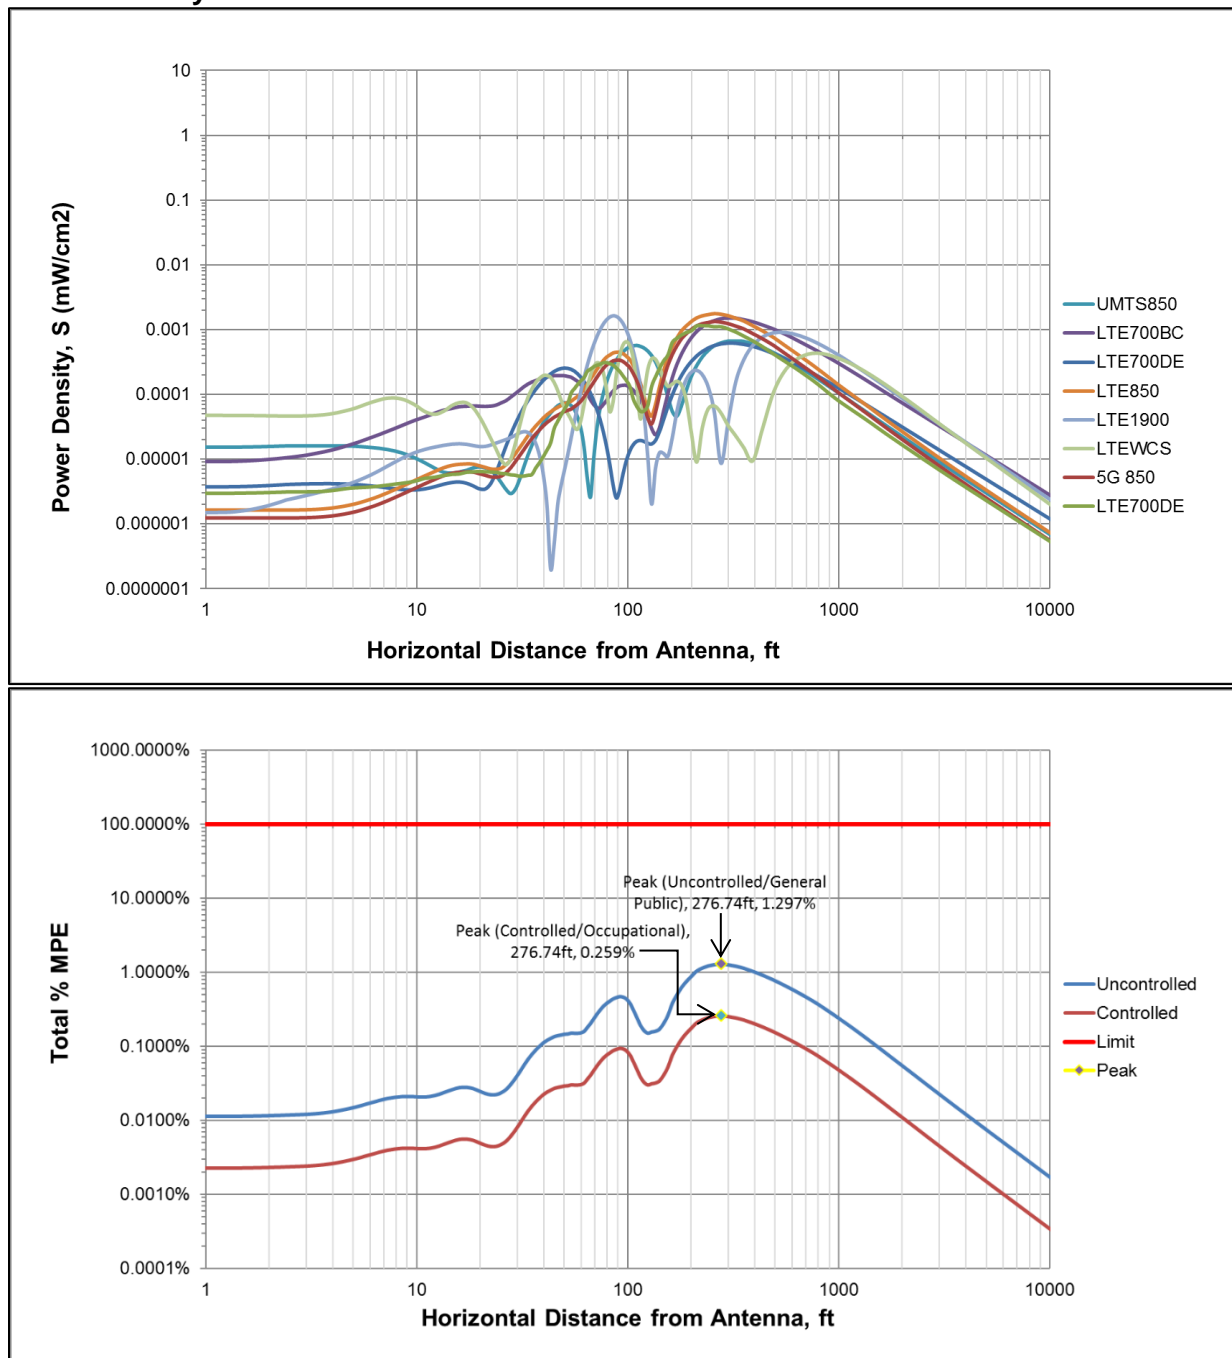 10
1
0.1
0.01
0.001
0.0001
0.00001
0.000001
0.0000001
Power Density, S (mW/cm2)
1 10 100 1000 10000
Horizontal Distance from Antenna, ft
UMTS850
LTE700BC
LTE700DE
LTE850
LTE1900
LTEWCS
5G 850
LTE700DE
1000.0000%
100.0000%
10.0000%
1.0000%
0.1000%
0.0100%
0.0010%
0.0001%
Total % MPE
Peak (Uncontrolled/General
Public), 276.74ft, 1.297%
Peak (Controlled/Occupational),
276.74ft, 0.259%
1 10 100 1000 10000
Horizontal Distance from Antenna, ft
Uncontrolled
Controlled
Limit
Peak